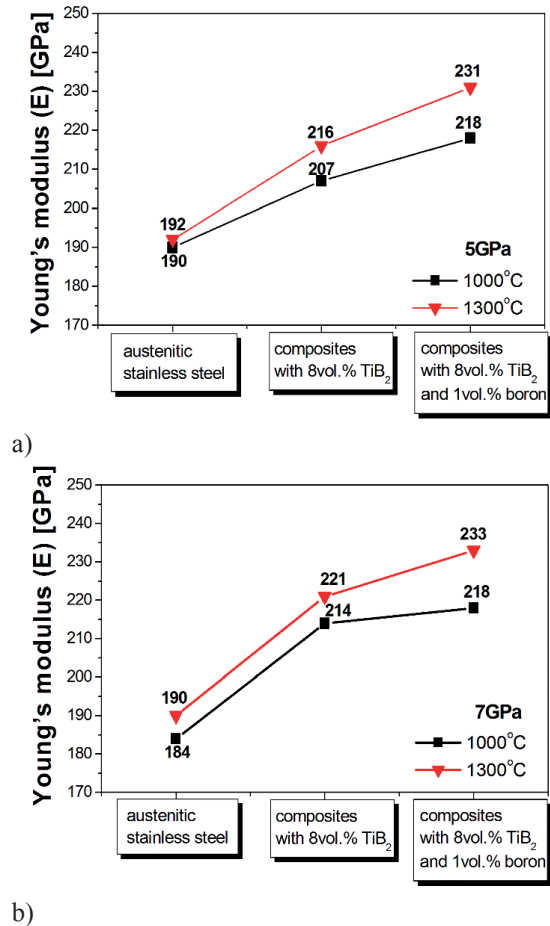 250
240
230
220
210
200
190
180
170
Young's modulus (E) [GPa]
192
190
216
207
231
218
5GPa
1000°C
1300°C
austenitic
stainless steel
composites
with 8vol.% TiB₂
composites
with 8vol.% TiB₂
and 1vol.% boron
a)
250
240
230
220
210
200
190
180
170
Young's modulus (E) [GPa]
190
184
221
214
233
218
7GPa
1000°C
1300°C
austenitic
stainless steel
composites
with 8vol.% TiB₂
composites
with 8vol.% TiB₂
and 1vol.% boron
b)